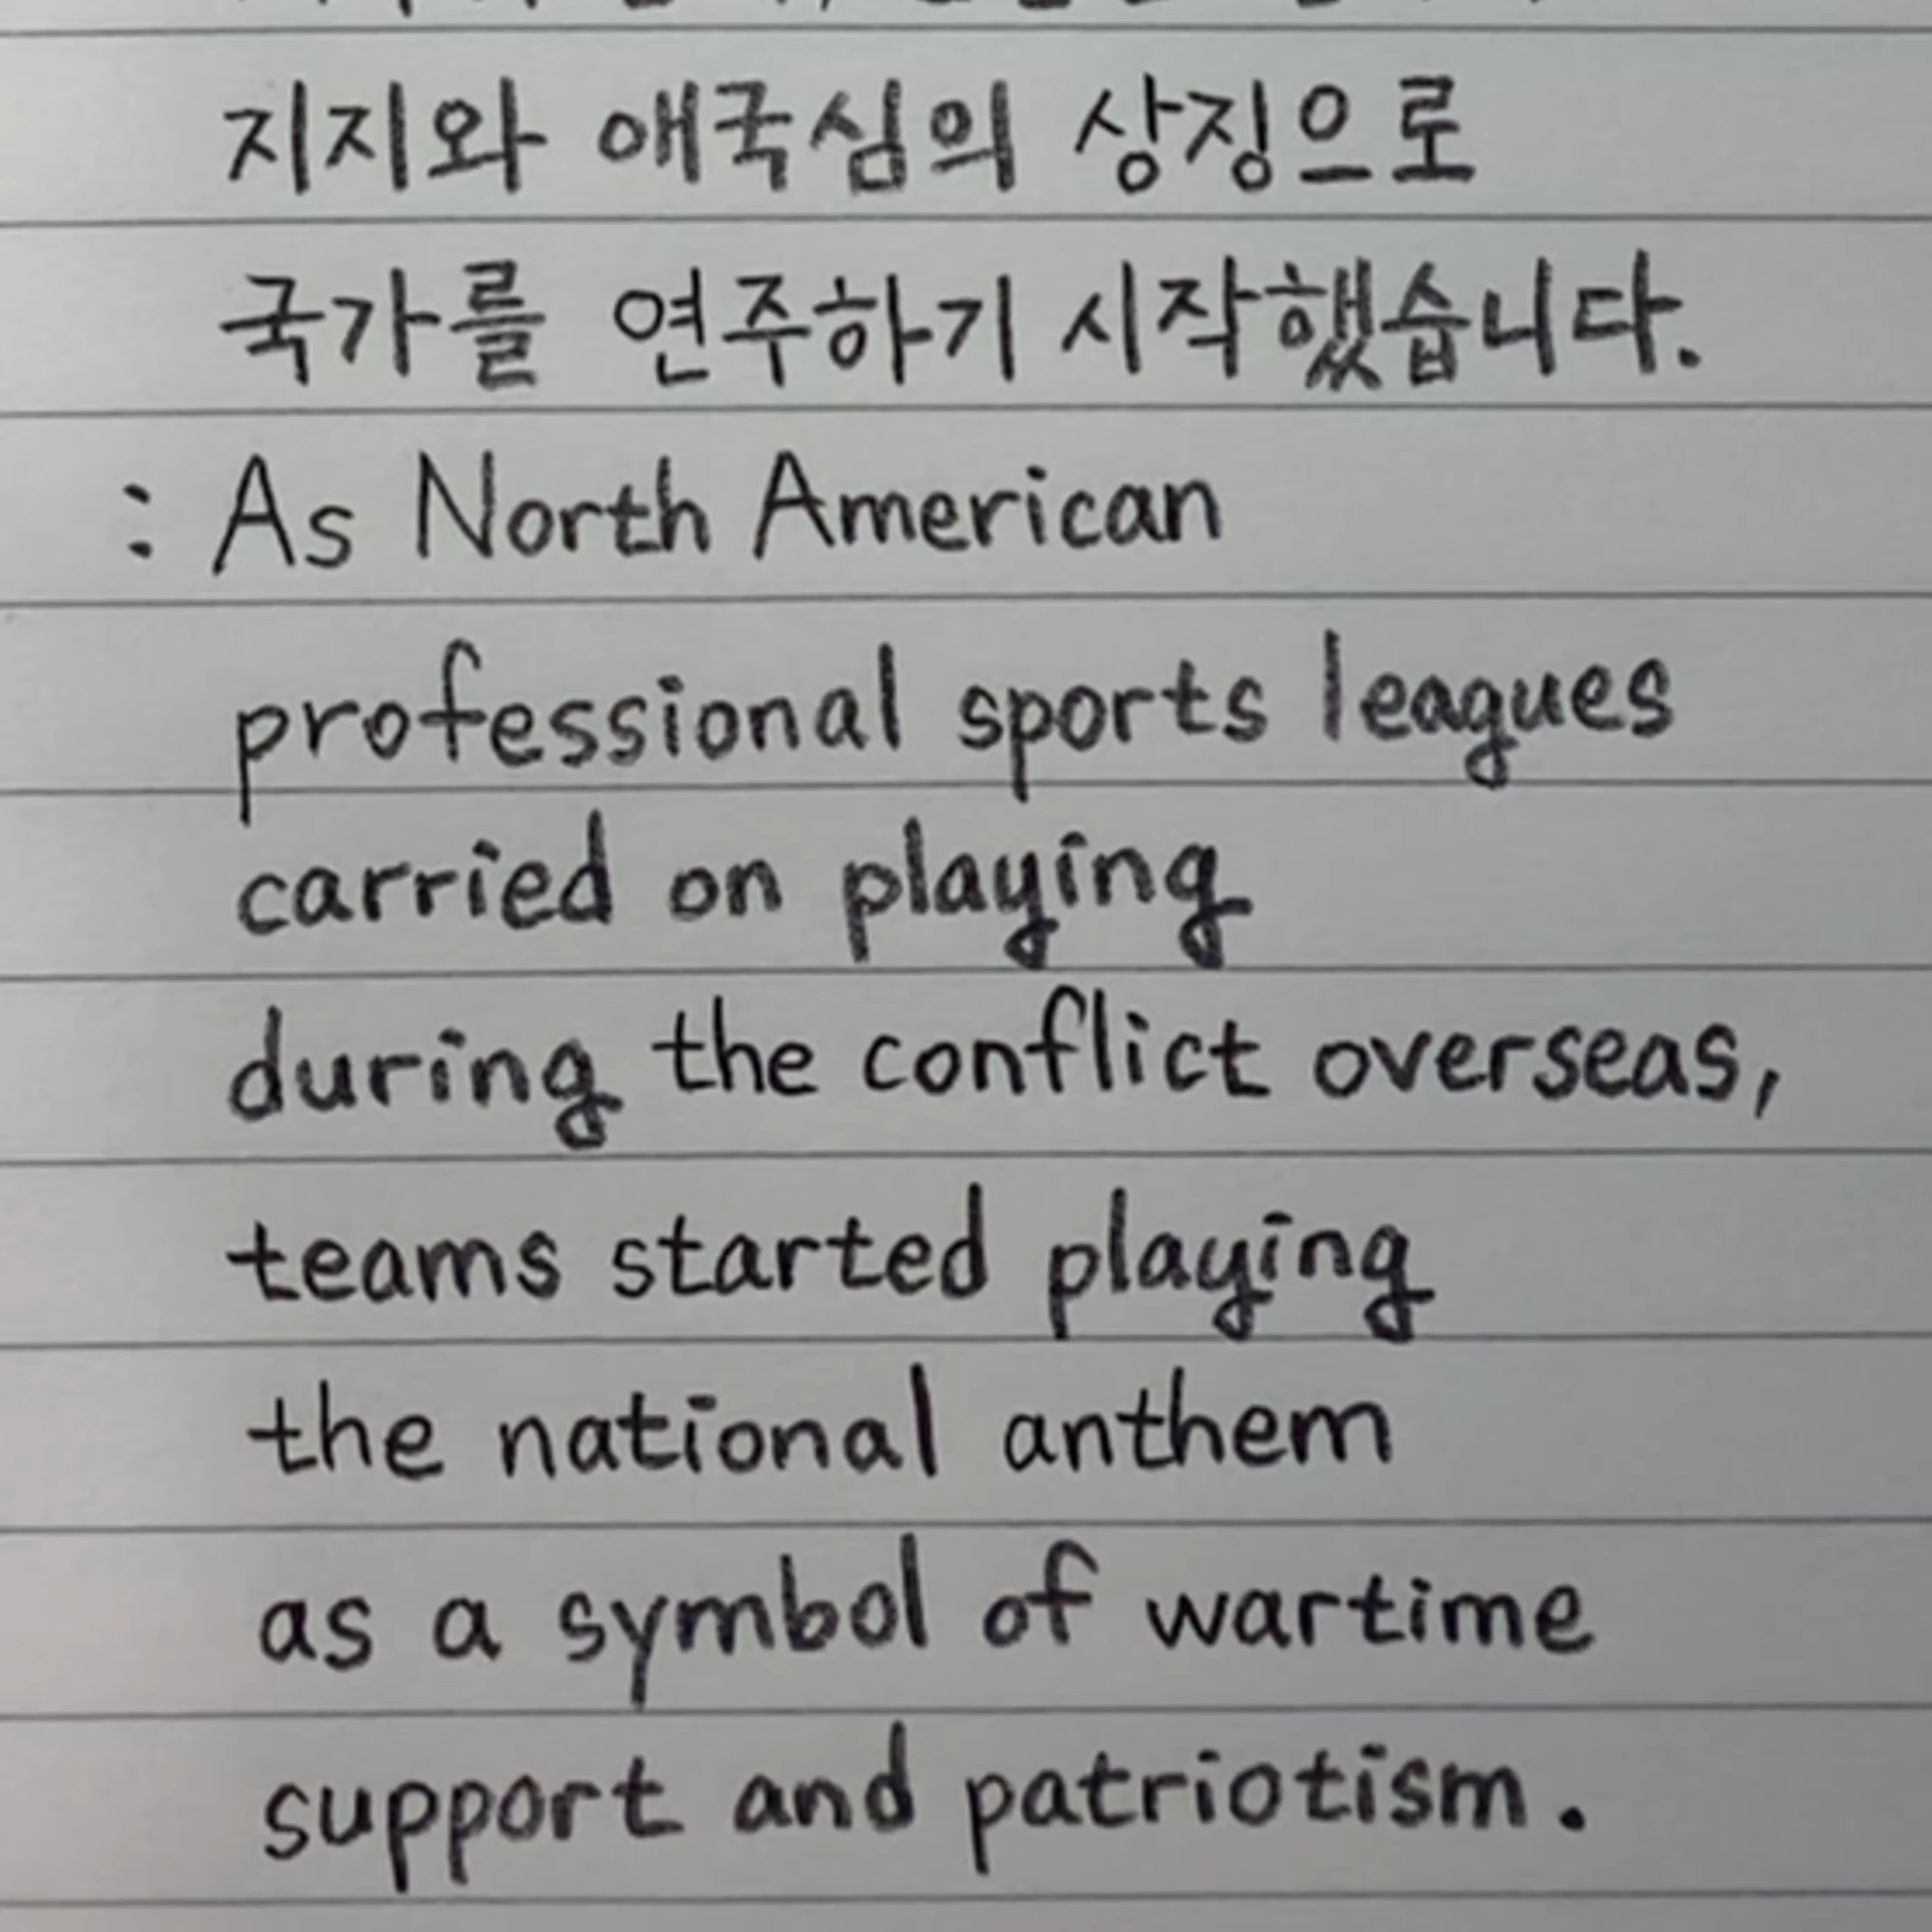 지지와 애국심의 상징으로
국가를 연주하기 시작했습니다.
: As North American
professional sports leagues
carried on playing
during the conflict overseas,
teams started playing
the national anthem
as a symbol of wartime
support and patriotism.